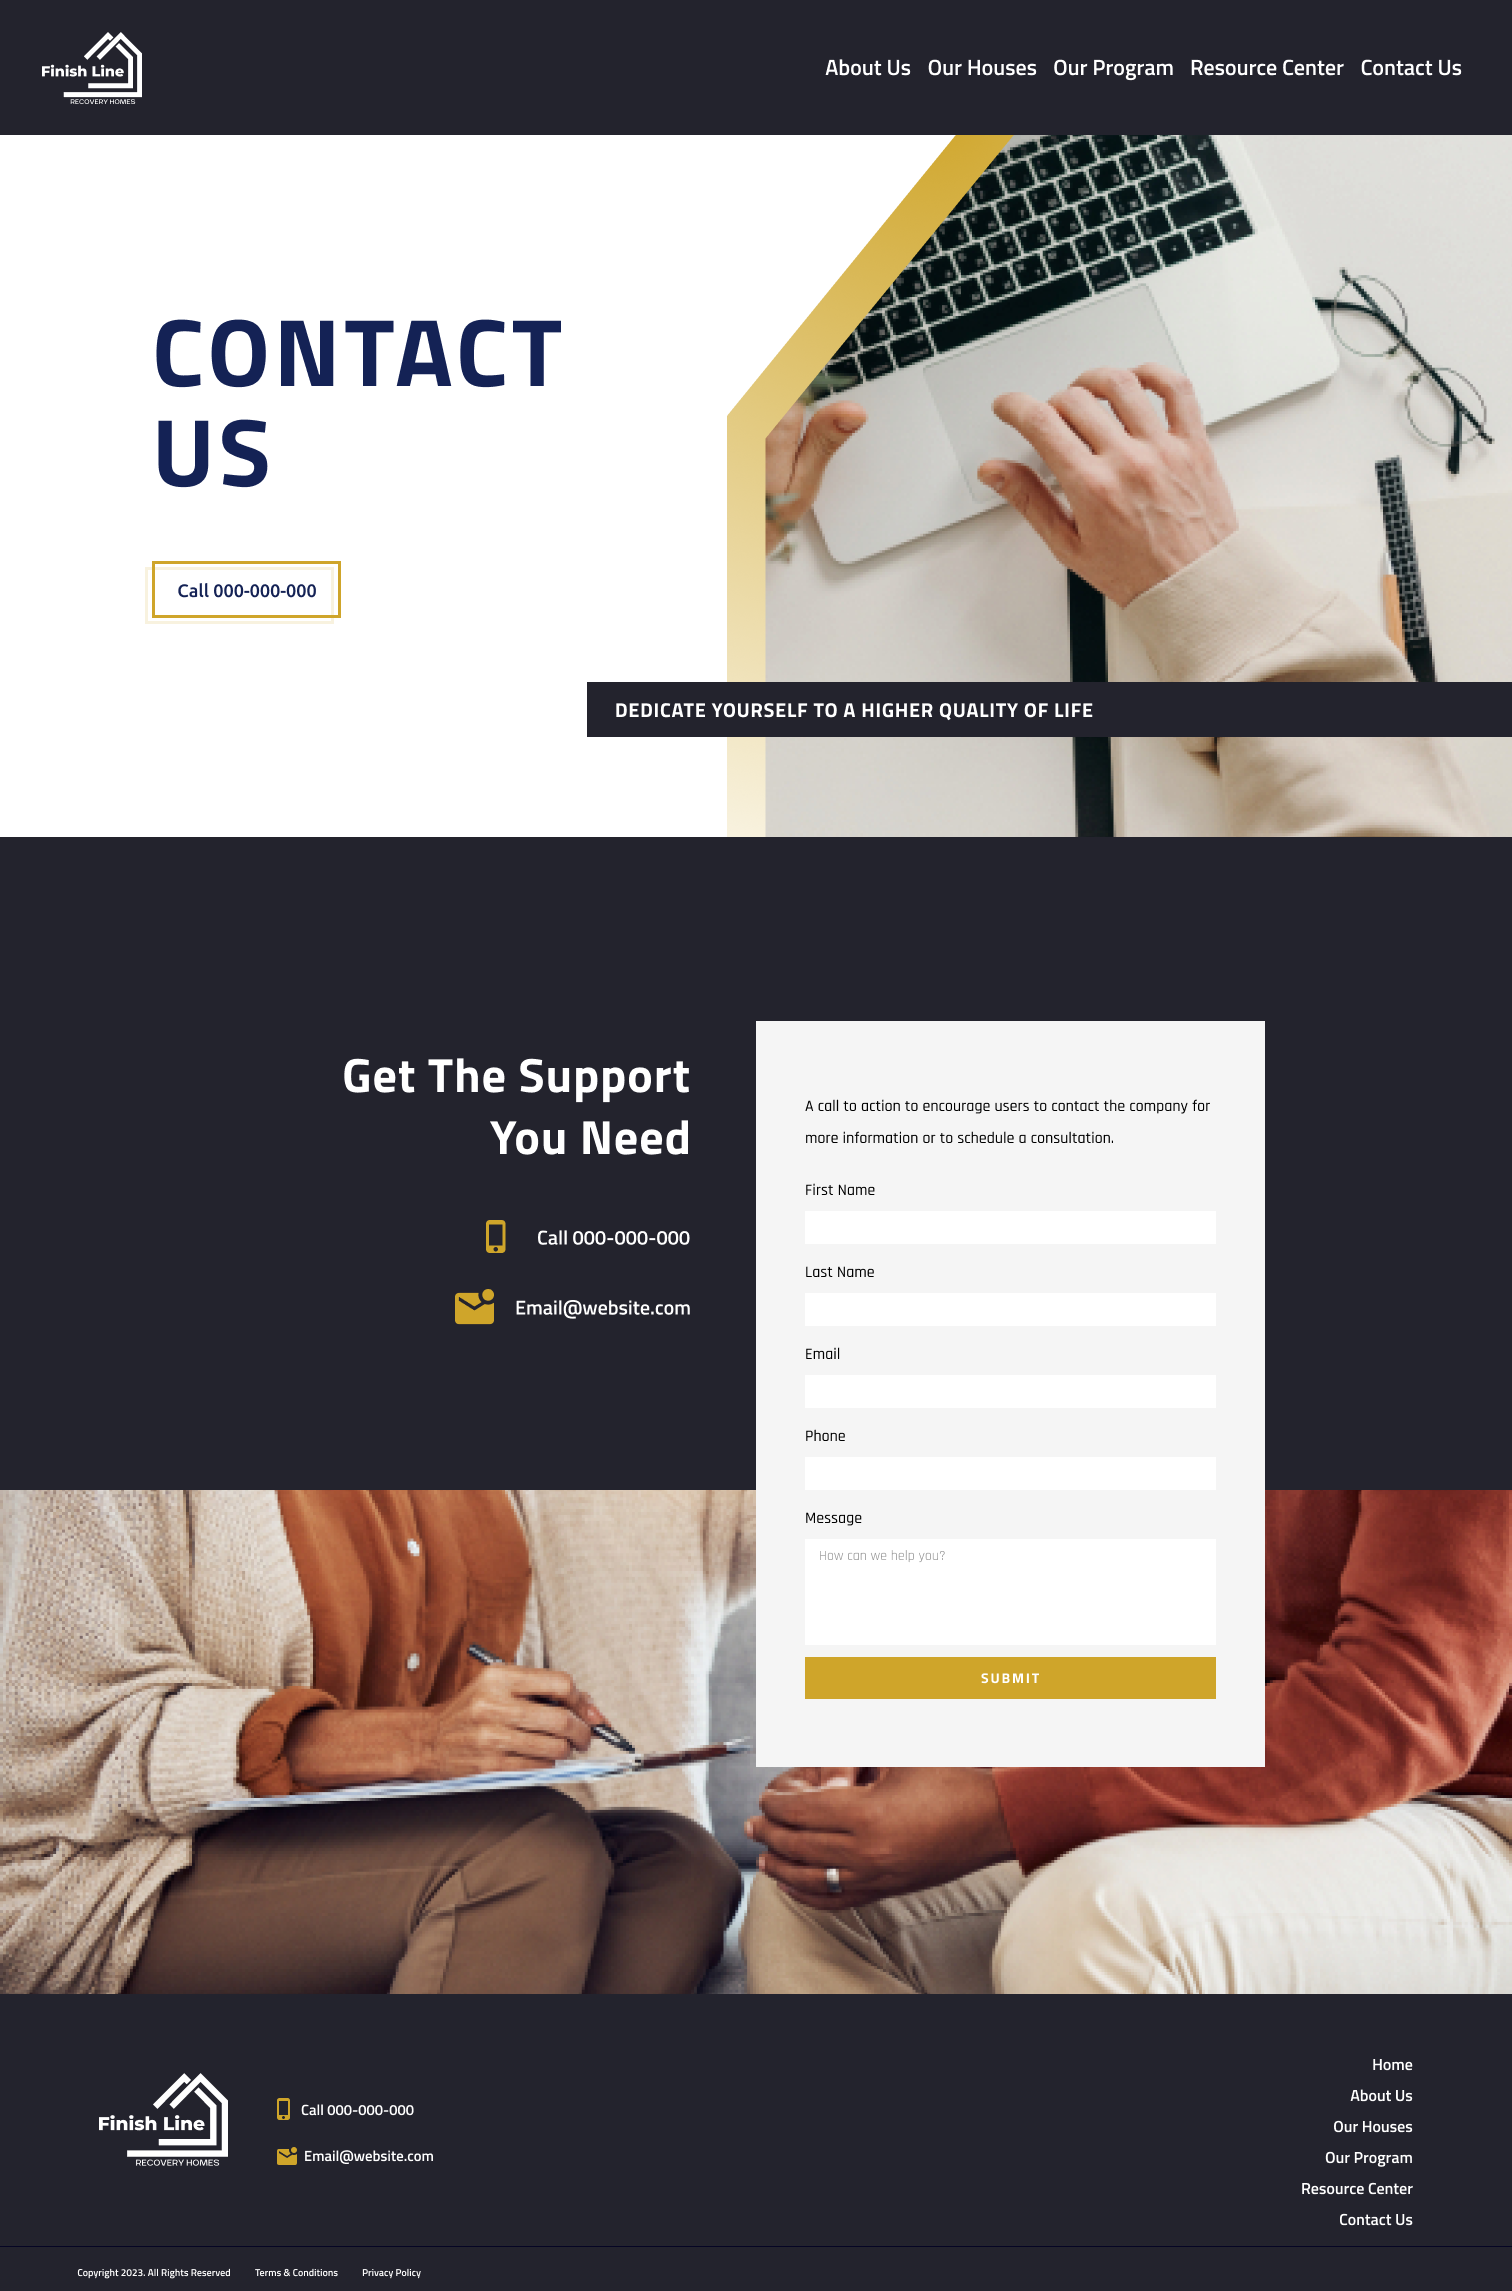 Finish Line
RECOVERY HOMES
About Us Our Houses Our Program Resource Center Contact Us
CONTACT
US
Call 000-000-000
DEDICATE YOURSELF TO A HIGHER QUALITY OF LIFE
Get The Support
You Need
Call 000-000-000
Email@website.com
A call to action to encourage users to contact the company for
more information or to schedule a consultation.
First Name
Last Name
Email
Phone
Message
How can we help you?
SUBMIT
Finish Line
RECOVERY HOMES
Call 000-000-000
Email@website.com
Home
About Us
Our Houses
Our Program
Resource Center
Contact Us
Copyright 2023. All Rights Reserved Terms & Conditions Privacy Policy